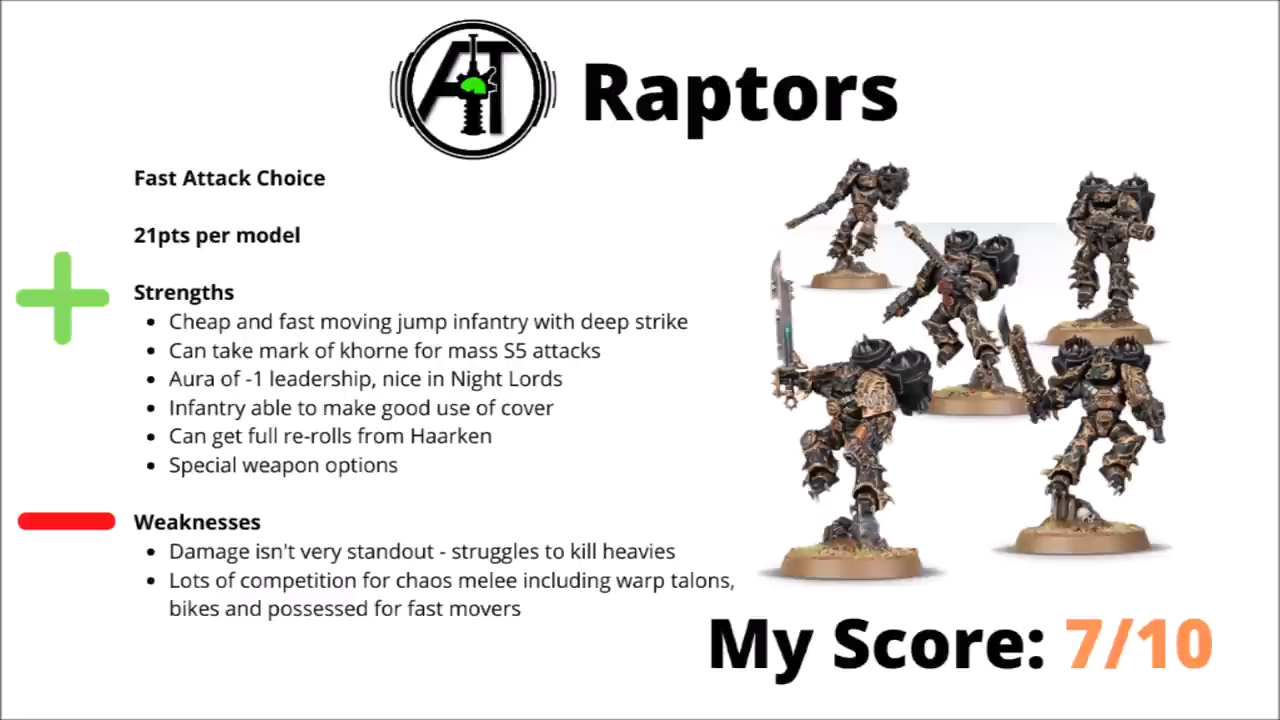 AT
Raptors
Fast Attack Choice
21pts per model
Strengths
• Cheap and fast moving jump infantry with deep strike
• Can take mark of khorne for mass S5 attacks
• Aura of -1 leadership, nice in Night Lords
• Infantry able to make good use of cover
• Can get full re-rolls from Haarken
• Special weapon options
Weaknesses
• Damage isn't very standout - struggles to kill heavies
• Lots of competition for chaos melee including warp talons,
bikes and possessed for fast movers
My Score: 7/10